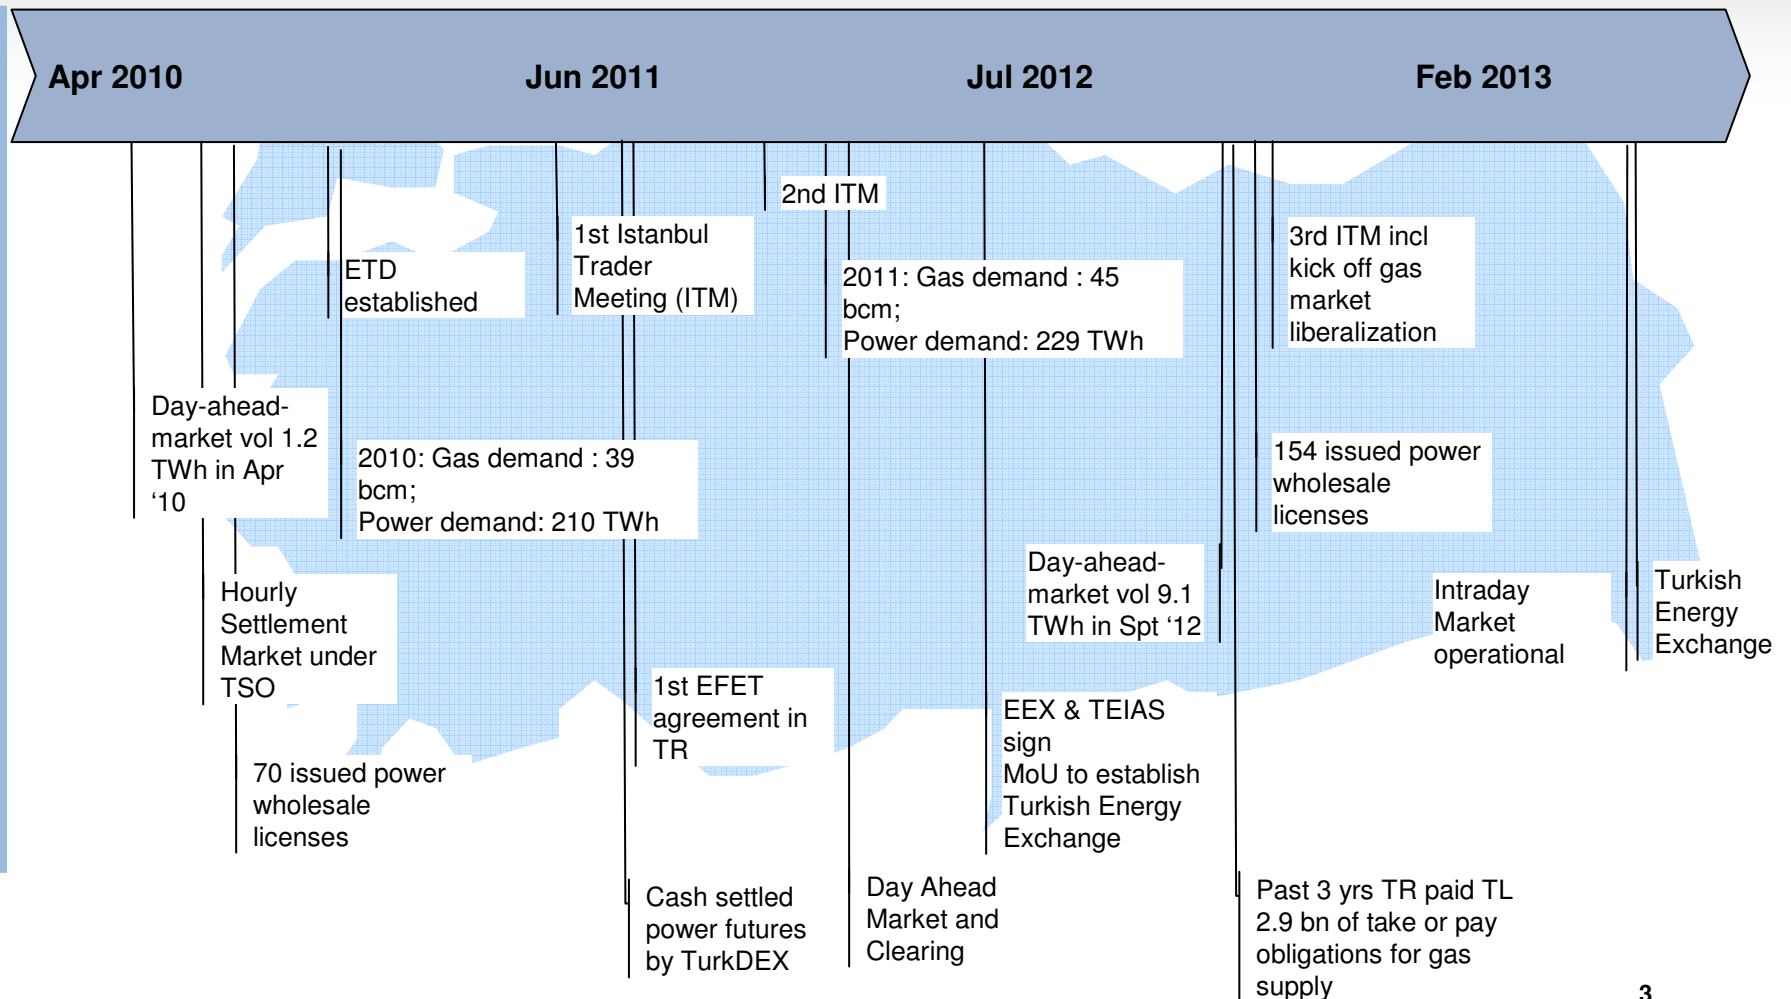 Apr 2010
Jun 2011
Jul 2012
Feb 2013
2nd ITM
1st Istanbul
Trader
Meeting (ITM)
3rd ITM incl
kick off gas
market
liberalization
ETD
established
2011: Gas demand : 45
bcm;
Power demand: 229 TWh
Day-ahead-
market vol 1.2
TWh in Apr
‘10
2010: Gas demand : 39
bcm;
Power demand: 210 TWh
154 issued power
wholesale
licenses
Day-ahead-
market vol 9.1
TWh in Spt ‘12
Hourly
Settlement
Market under
TSO
Intraday
Market
operational
Turkish
Energy
Exchange
1st EFET
agreement in
TR
EEX & TEIAS
sign
MoU to establish
Turkish Energy
Exchange
70 issued power
wholesale
licenses
Cash settled
power futures
by TurkDEX
Day Ahead
Market and
Clearing
Past 3 yrs TR paid TL
2.9 bn of take or pay
obligations for gas
supply
3